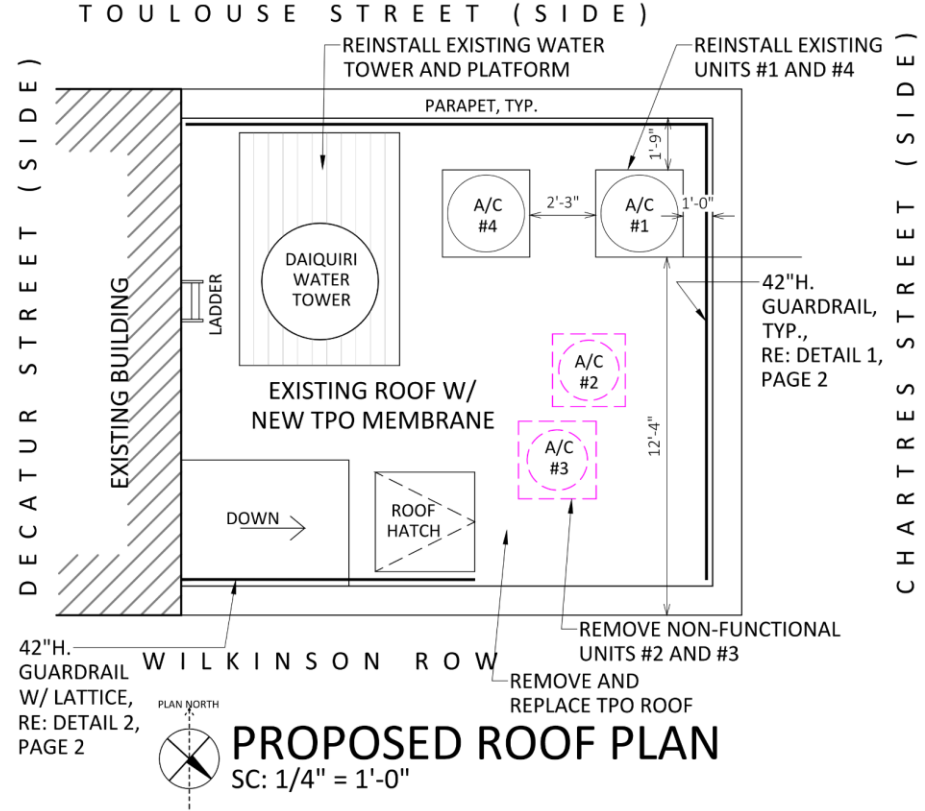 TOULOUSE STREET (SIDE)
REINSTALL EXISTING WATER
TOWER AND PLATFORM
REINSTALL EXISTING
UNITS #1 AND #4
DECATUR STREET (SIDE)
CHARTRES STREET (SIDE)
PARAPET, TYP.
1'-9"
A/C
#4
2'-3"
A/C
#1
1'-0"
DAIQUIRI
WATER
TOWER
LADDER
EXISTING BUILDING
42"H.
GUARDRAIL,
TYP.,
RE: DETAIL 1,
PAGE 2
A/C
#2
EXISTING ROOF W/
NEW TPO MEMBRANE
12'-4"
A/C
#3
DOWN
ROOF
HATCH
REMOVE NON-FUNCTIONAL
UNITS #2 AND #3
42"H.
GUARDRAIL
W/ LATTICE,
RE: DETAIL 2,
PAGE 2
WILKINSON ROW
REMOVE AND
REPLACE TPO ROOF
PLAN NORTH
PROPOSED ROOF PLAN
SC: 1/4" = 1'-0"